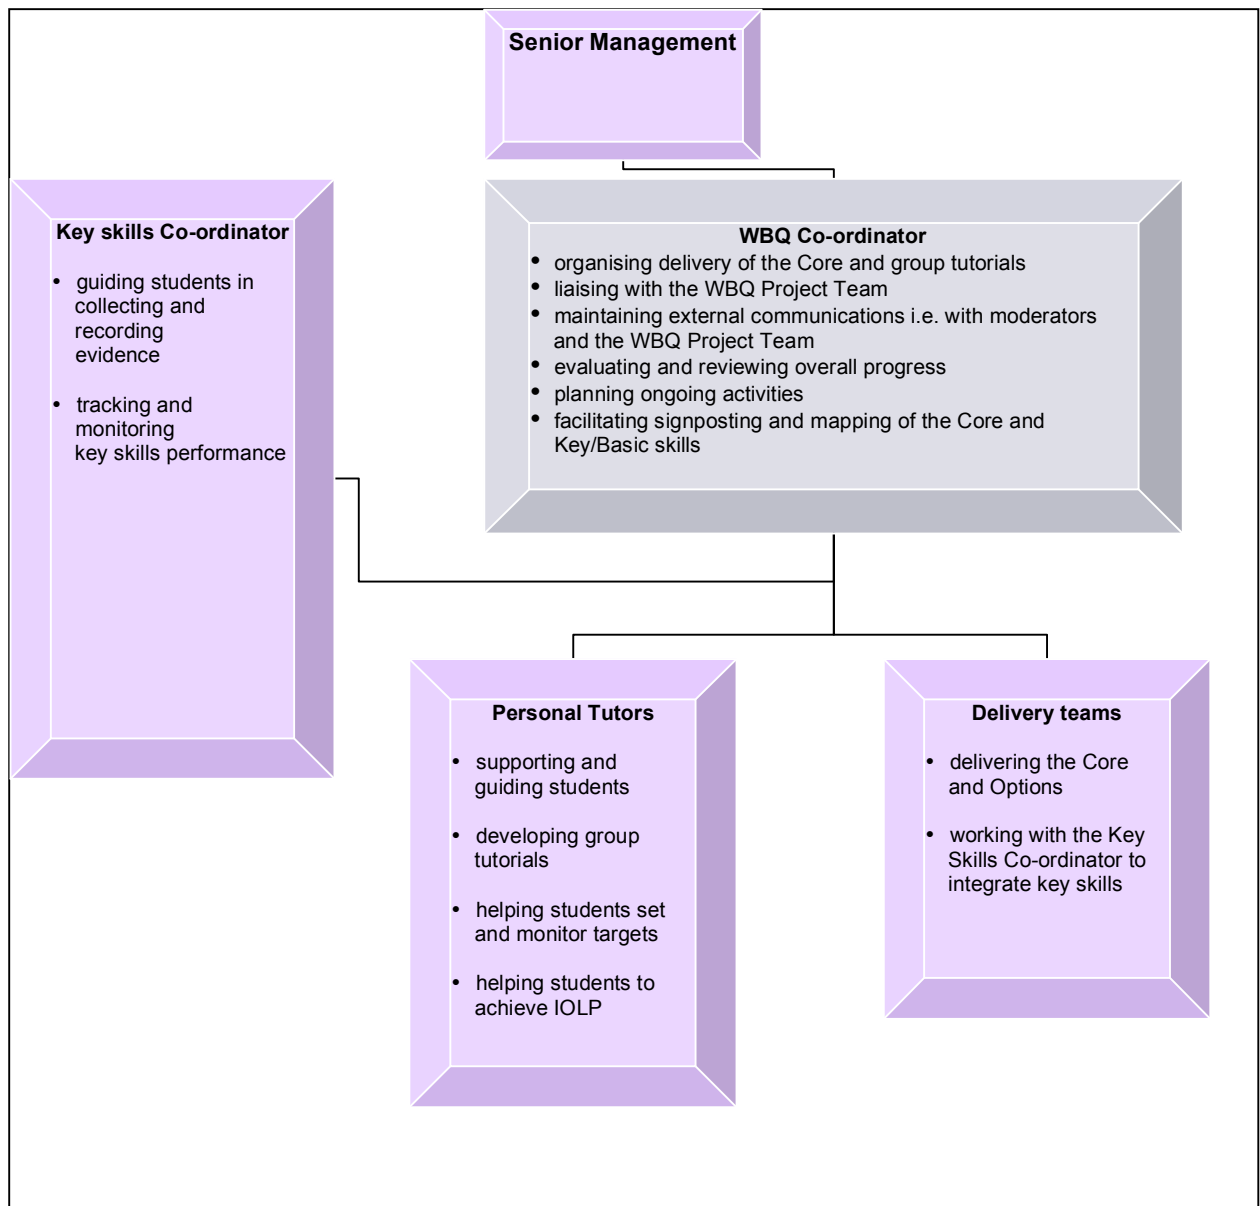 Senior Management
Key skills Co-ordinator
• guiding students in
collecting and
recording
evidence
• tracking and
monitoring
key skills performance
WBQ Co-ordinator
• organising delivery of the Core and group tutorials
• liaising with the WBQ Project Team
• maintaining external communications i.e. with moderators
and the WBQ Project Team
• evaluating and reviewing overall progress
• planning ongoing activities
• facilitating signposting and mapping of the Core and
Key/Basic skills
Personal Tutors
• supporting and
guiding students
• developing group
tutorials
• helping students set
and monitor targets
• helping students to
achieve IOLP
Delivery teams
• delivering the Core
and Options
• working with the Key
Skills Co-ordinator to
integrate key skills